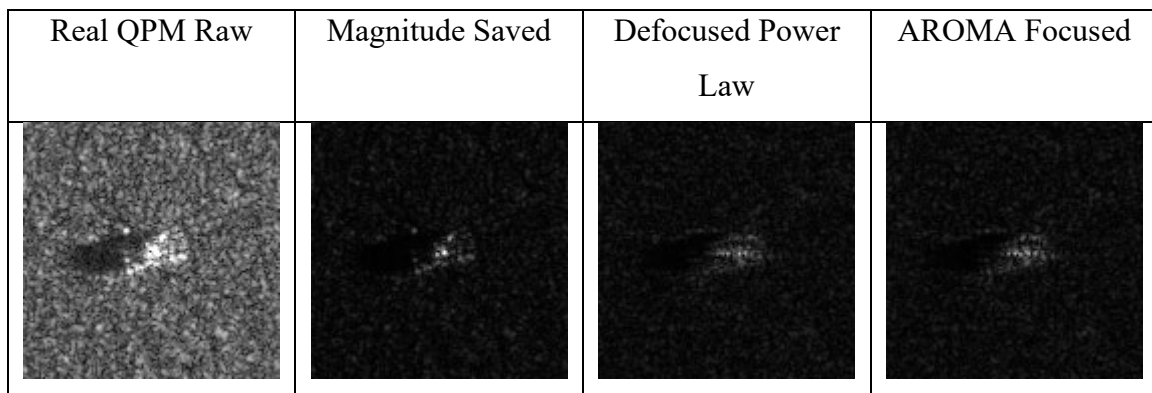 Real QPM Raw
Magnitude Saved
Defocused Power
Law
AROMA Focused